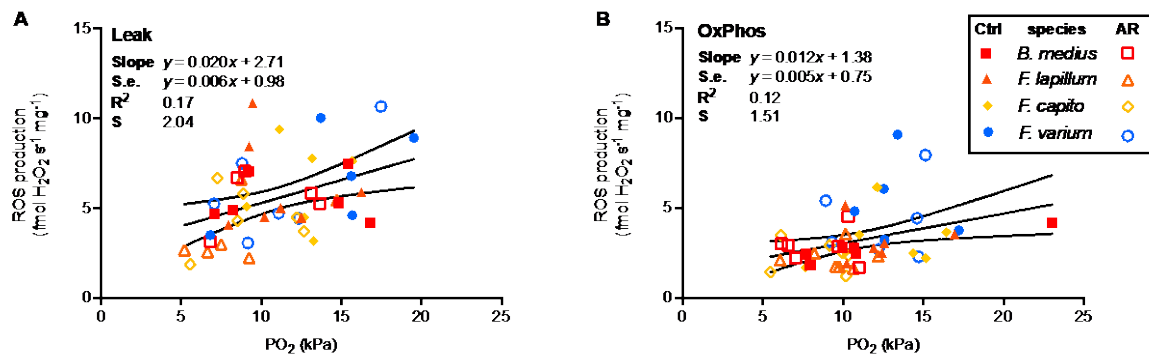 A
Leak
Slope y = 0.020x + 2.71
S.e. y = 0.006x + 0.98
R² 0.17
S 2.04
15
10
5
0
0 5 10 15 20 25
ROS production
(fmol H₂O₂ s⁻¹ mg⁻¹)
PO₂ (kPa)
B
OxPhos
Slope y = 0.012x + 1.38
S.e. y = 0.005x + 0.75
R² 0.12
S 1.51
Ctrl species AR
B. medius
F. lapillum
F. capito
F. varium
15
10
5
0
0 5 10 15 20 25
ROS production
(fmol H₂O₂ s⁻¹ mg⁻¹)
PO₂ (kPa)